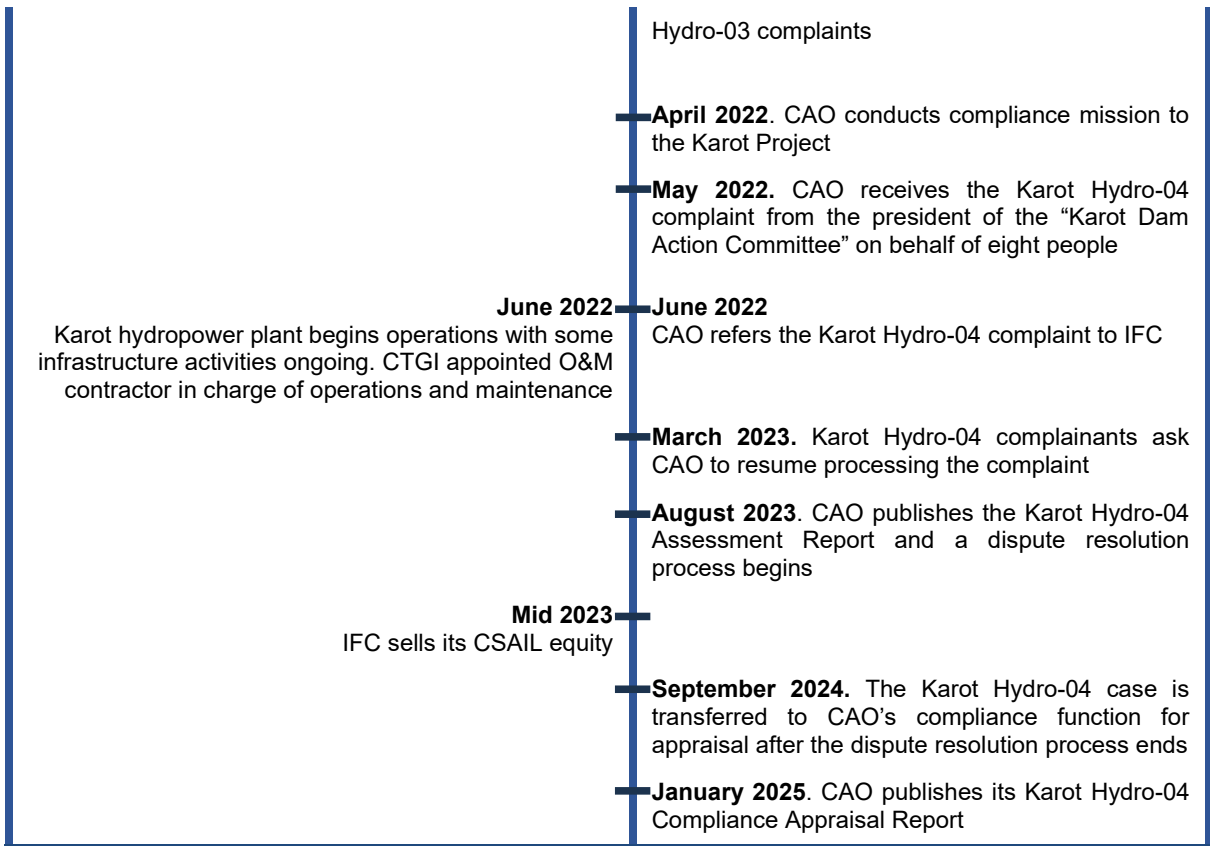 Hydro-03 complaints
April 2022. CAO conducts compliance mission to
the Karot Project
May 2022. CAO receives the Karot Hydro-04
complaint from the president of the “Karot Dam
Action Committee” on behalf of eight people
June 2022
Karot hydropower plant begins operations with some
infrastructure activities ongoing. CTGI appointed O&M
contractor in charge of operations and maintenance
June 2022
CAO refers the Karot Hydro-04 complaint to IFC
March 2023. Karot Hydro-04 complainants ask
CAO to resume processing the complaint
August 2023. CAO publishes the Karot Hydro-04
Assessment Report and a dispute resolution
process begins
Mid 2023
IFC sells its CSAIL equity
September 2024. The Karot Hydro-04 case is
transferred to CAO’s compliance function for
appraisal after the dispute resolution process ends
January 2025. CAO publishes its Karot Hydro-04
Compliance Appraisal Report